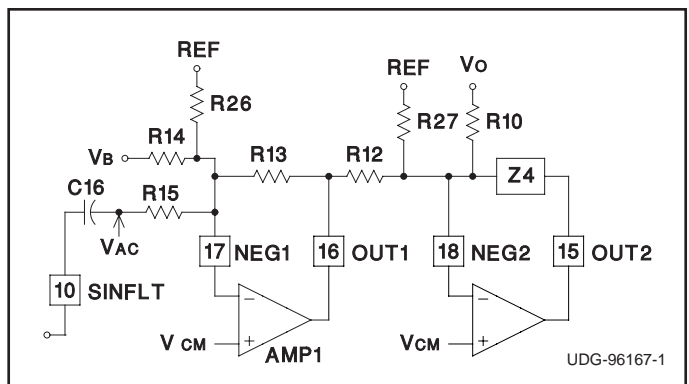 REF
R26
REF
VO
R14
R27
R10
VB
R13
R12
Z4
C16
R15
VAC
17 NEG1
16 OUT1
18 NEG2
15 OUT2
10 SINFLT
−
−
V CM
+
AMP1
VCM
+
UDG-96167-1